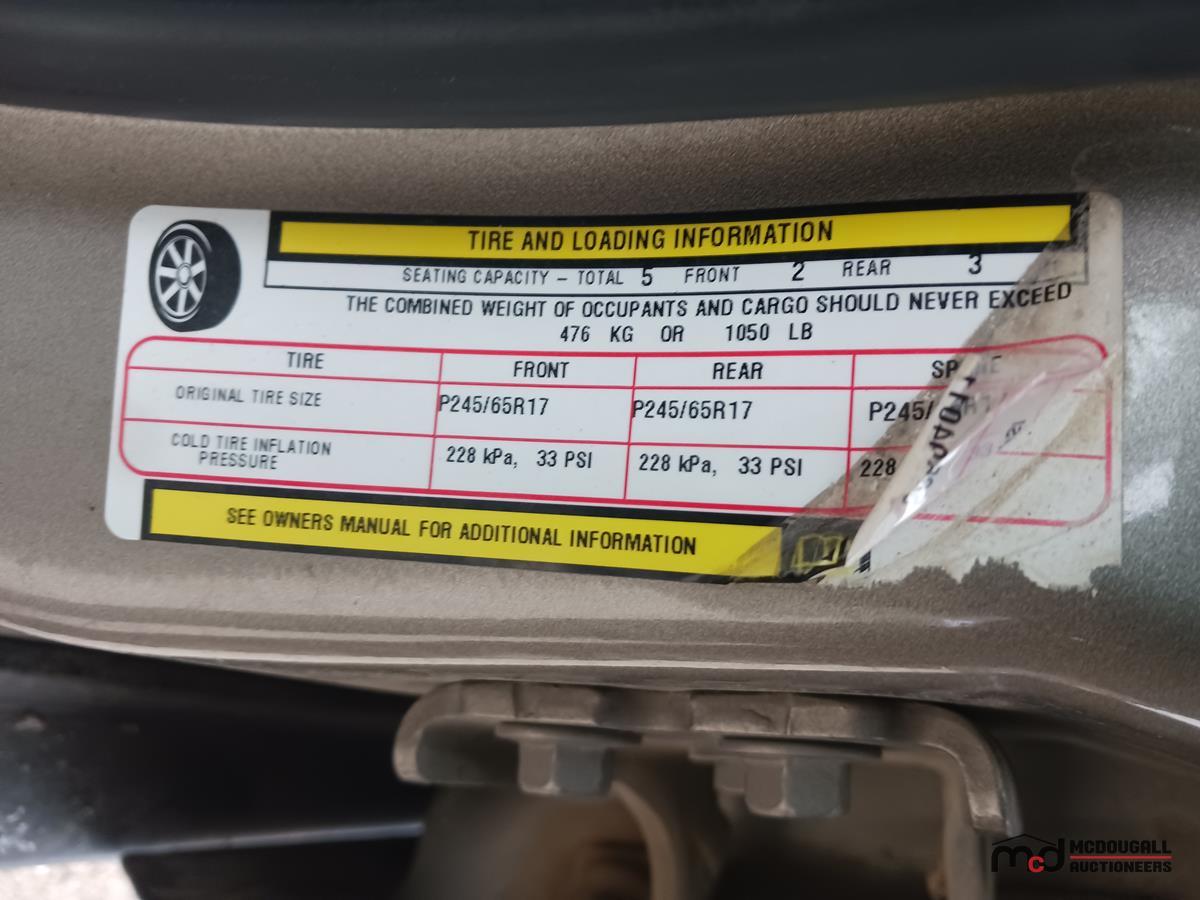 TIRE AND LOADING INFORMATION
SEATING CAPACITY – TOTAL 5 FRONT 2 REAR 3
THE COMBINED WEIGHT OF OCCUPANTS AND CARGO SHOULD NEVER EXCEED
476 KG OR 1050 LB
TIRE FRONT REAR
ORIGINAL TIRE SIZE P245/65R17 P245/65R17 P245/
COLD TIRE INFLATION PRESSURE 228 kPa, 33 PSI 228 kPa, 33 PSI 228
SEE OWNERS MANUAL FOR ADDITIONAL INFORMATION
mcd MCDOUGALL
AUCTIONEERS